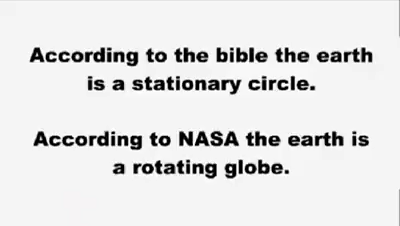 According to the bible the earth
is a stationary circle.
According to NASA the earth is
a rotating globe.